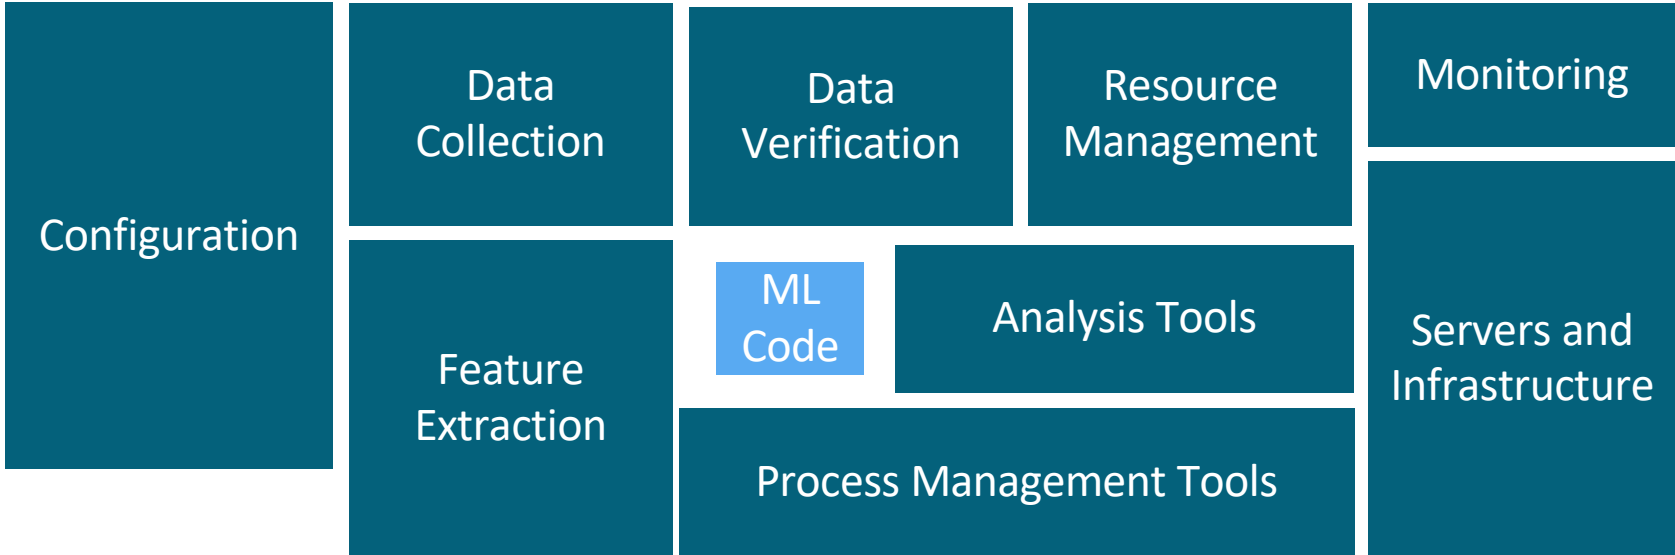 Configuration
Data
Collection
Data
Verification
Resource
Management
Monitoring
Feature
Extraction
ML
Code
Analysis Tools
Servers and
Infrastructure
Process Management Tools